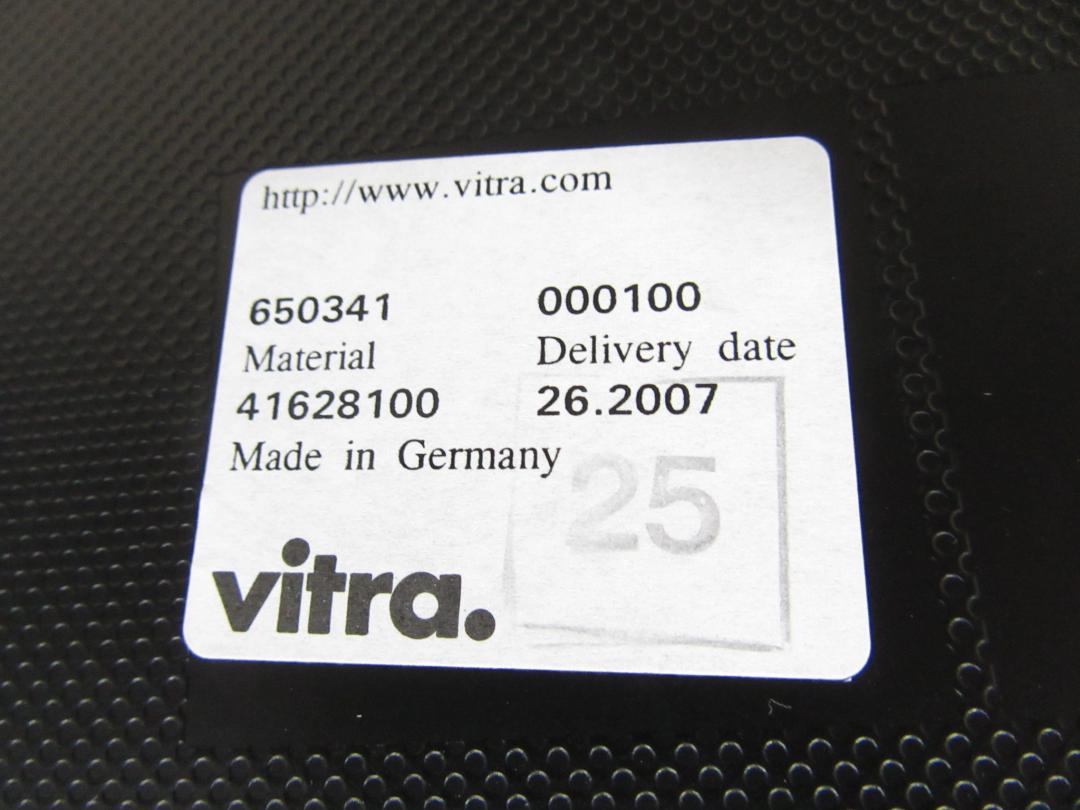 http://www.vitra.com
650341 000100
Material Delivery date
41628100 26.2007
Made in Germany
25
vitra.